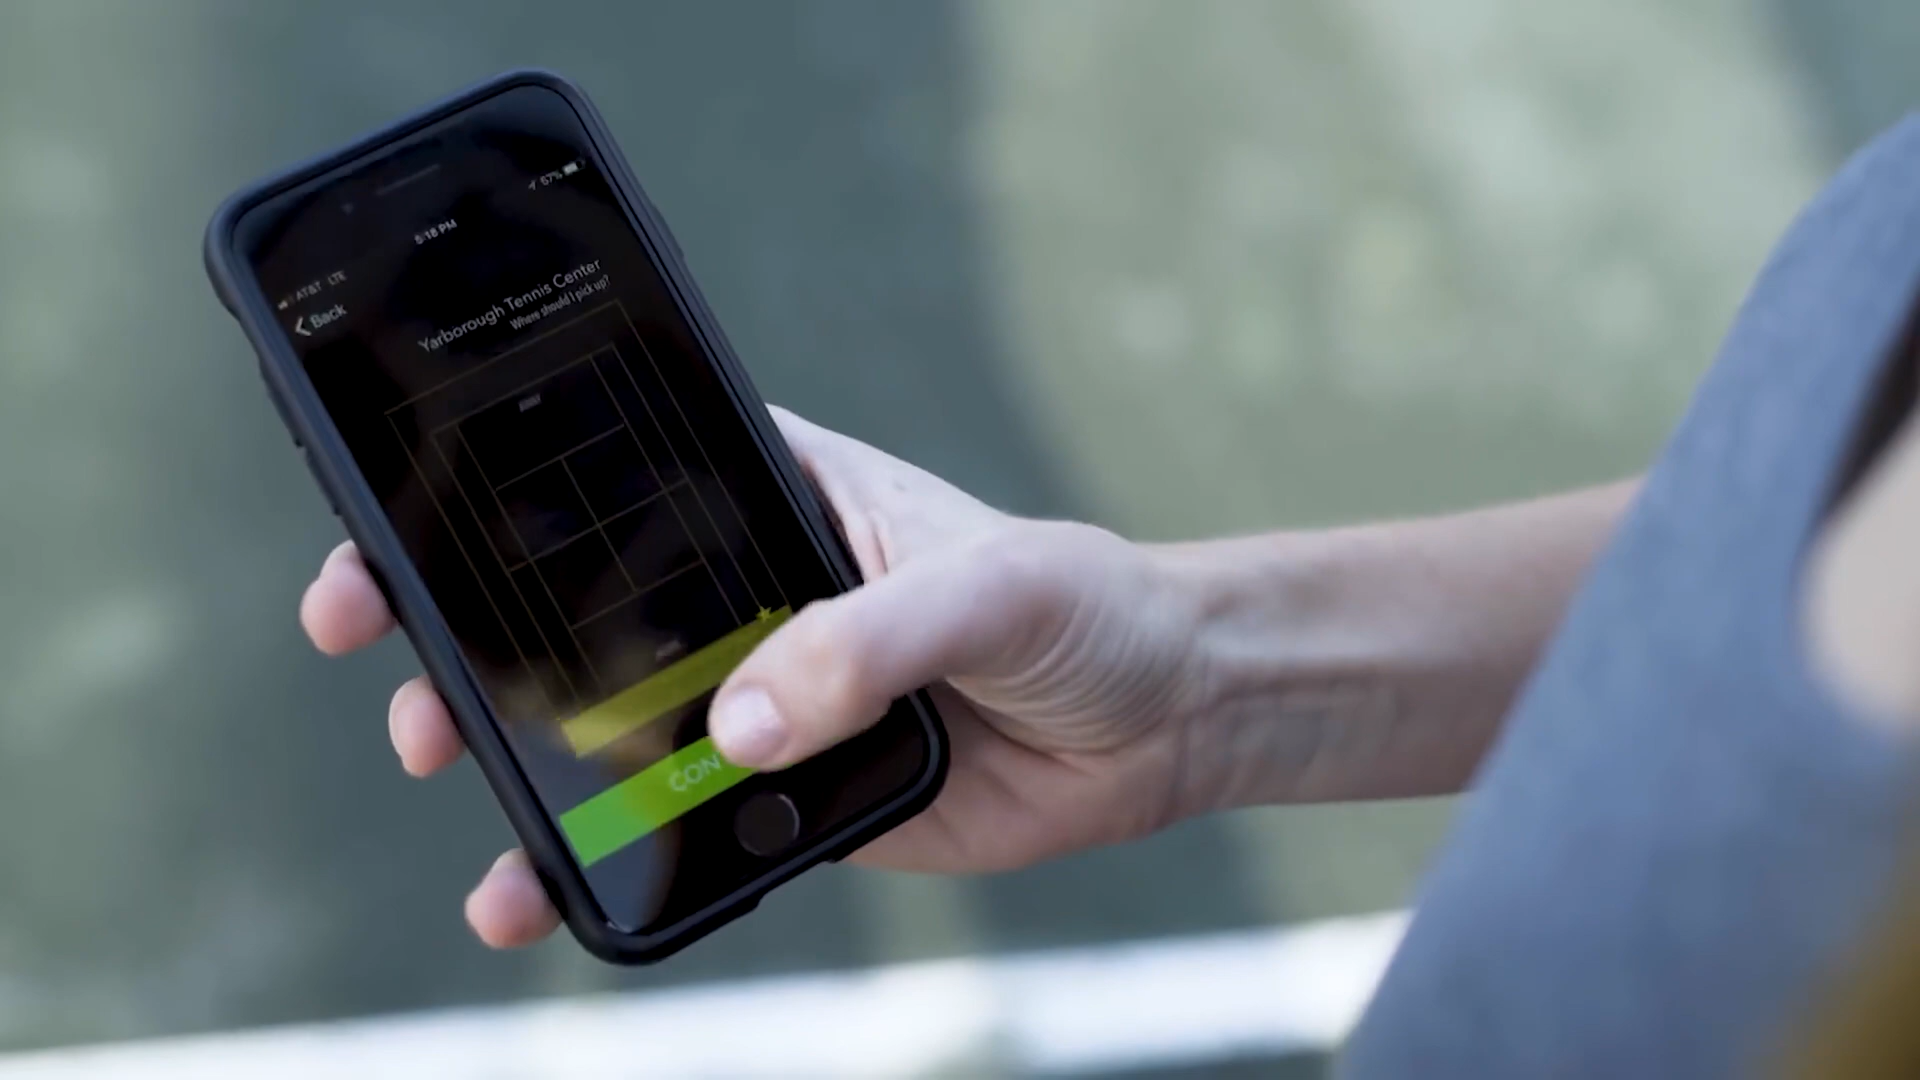 67%
5:18 PM
AT&T LTE
Back
Yarborough Tennis Center
Where should I pick up?
CON